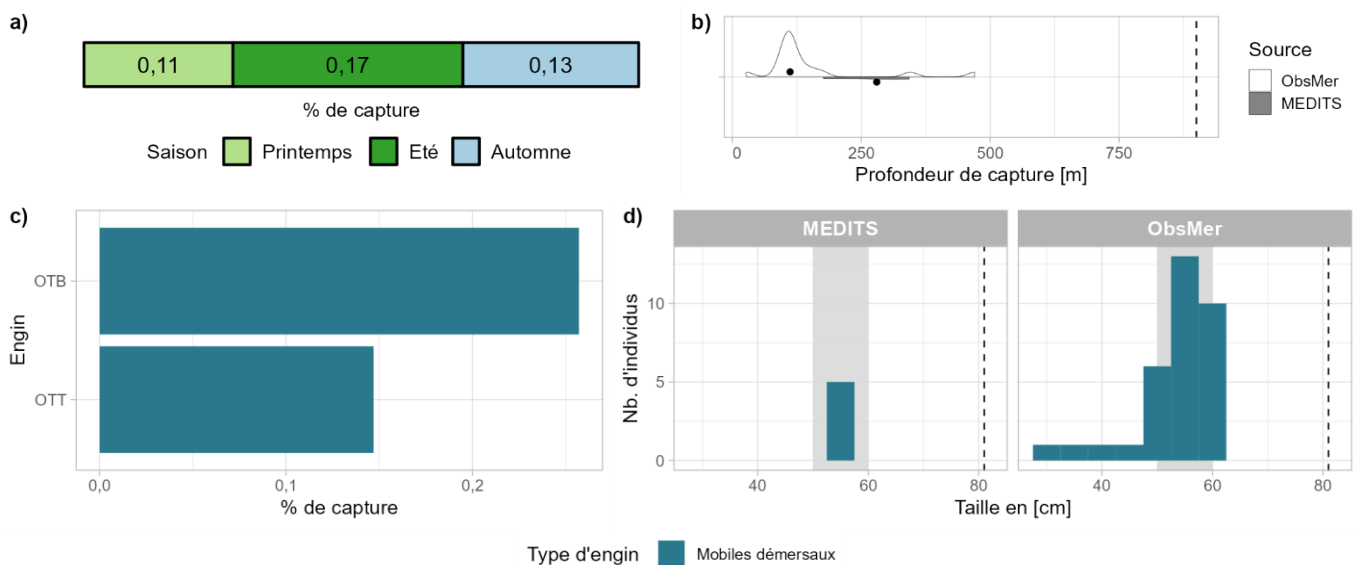 a)
0,11 0,17 0,13
% de capture
Saison Printemps Eté Automne
b)
0 250 500 750
Profondeur de capture [m]
Source
ObsMer
MEDITS
c)
Engin
OTB
OTT
0,0 0,1 0,2
% de capture
d)
MEDITS ObsMer
Nb. d'individus
10
5
0
40 60 80 40 60 80
Taille en [cm]
Type d'engin Mobiles démersaux